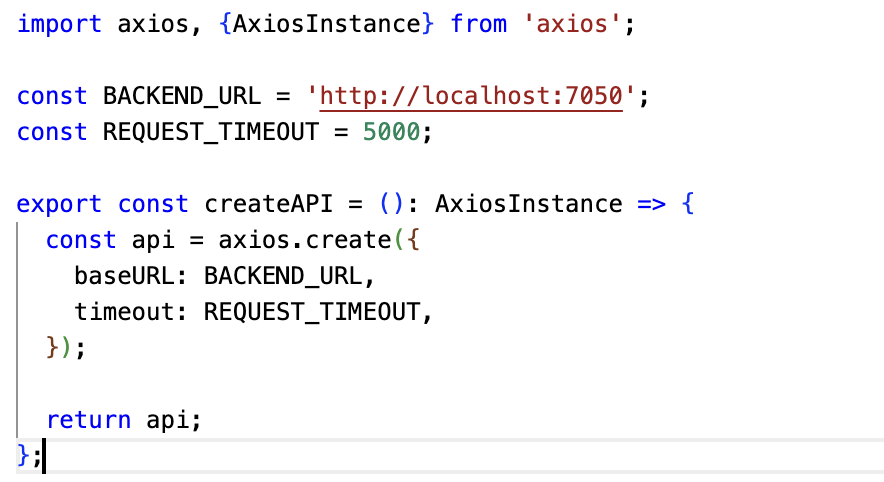 import axios, {AxiosInstance} from 'axios';
const BACKEND_URL = 'http://localhost:7050';
const REQUEST_TIMEOUT = 5000;
export const createAPI = (): AxiosInstance => {
  const api = axios.create({
    baseURL: BACKEND_URL,
    timeout: REQUEST_TIMEOUT,
  });
  return api;
};